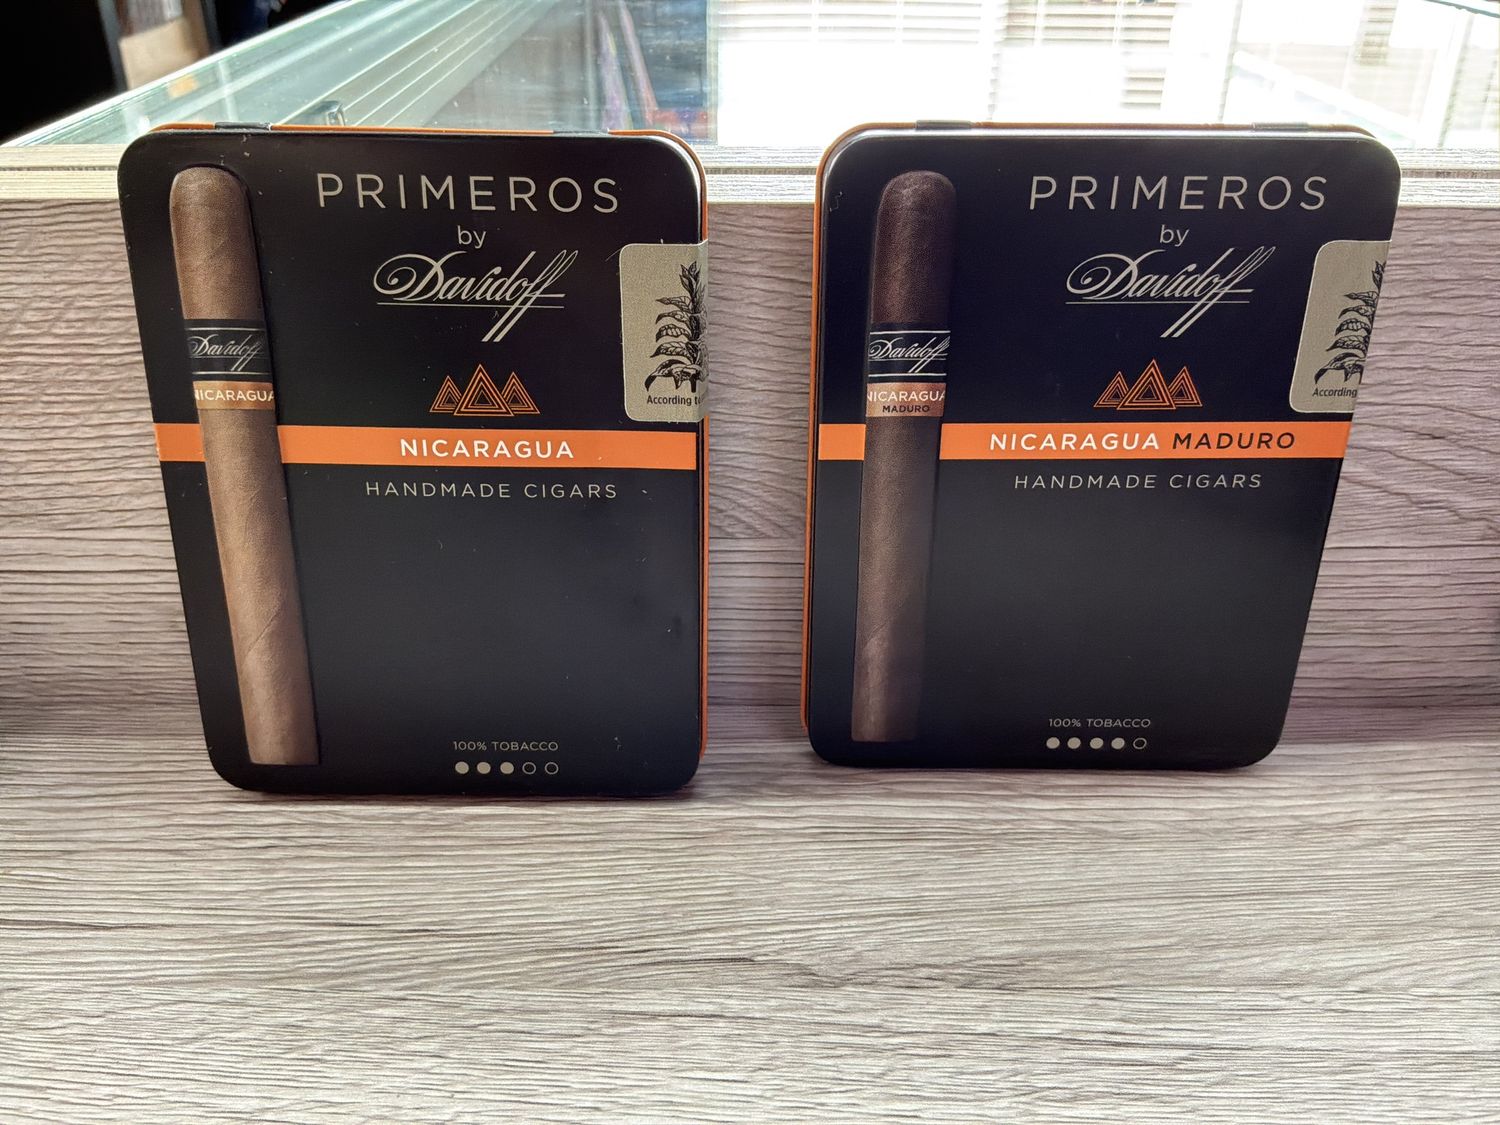 PRIMEROS
by
Davidoff
Davidoff
NICARAGUA
According
NICARAGUA
HANDMADE CIGARS
100% TOBACCO
PRIMEROS
by
Davidoff
Davidoff
NICARAGUA
MADURO
According
NICARAGUA MADURO
HANDMADE CIGARS
100% TOBACCO